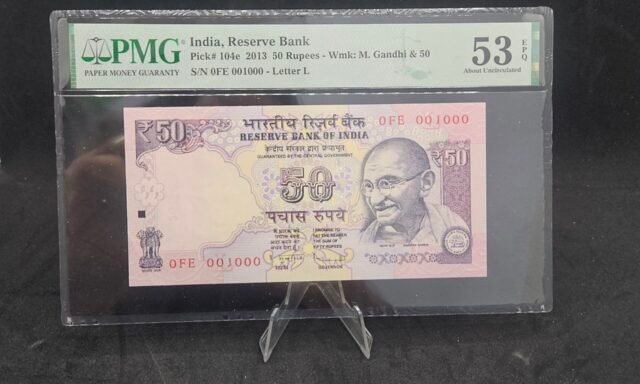 PMG
PAPER MONEY GUARANTY
India, Reserve Bank
Pick# 104e 2013 50 Rupees - Wmk: M. Gandhi & 50
S/N 0FE 001000 - Letter L
53 EPQ
About Uncirculated
₹50
भारतीय रिज़र्व बैंक
RESERVE BANK OF INDIA
0FE 001000
केन्द्रीय सरकार द्वारा प्रत्याभूत
GUARANTEED BY THE CENTRAL GOVERNMENT
50
₹50
पचास रुपये
I PROMISE TO
PAY THE BEARER
THE SUM OF
FIFTY RUPEES
0FE 001000
GOVERNOR